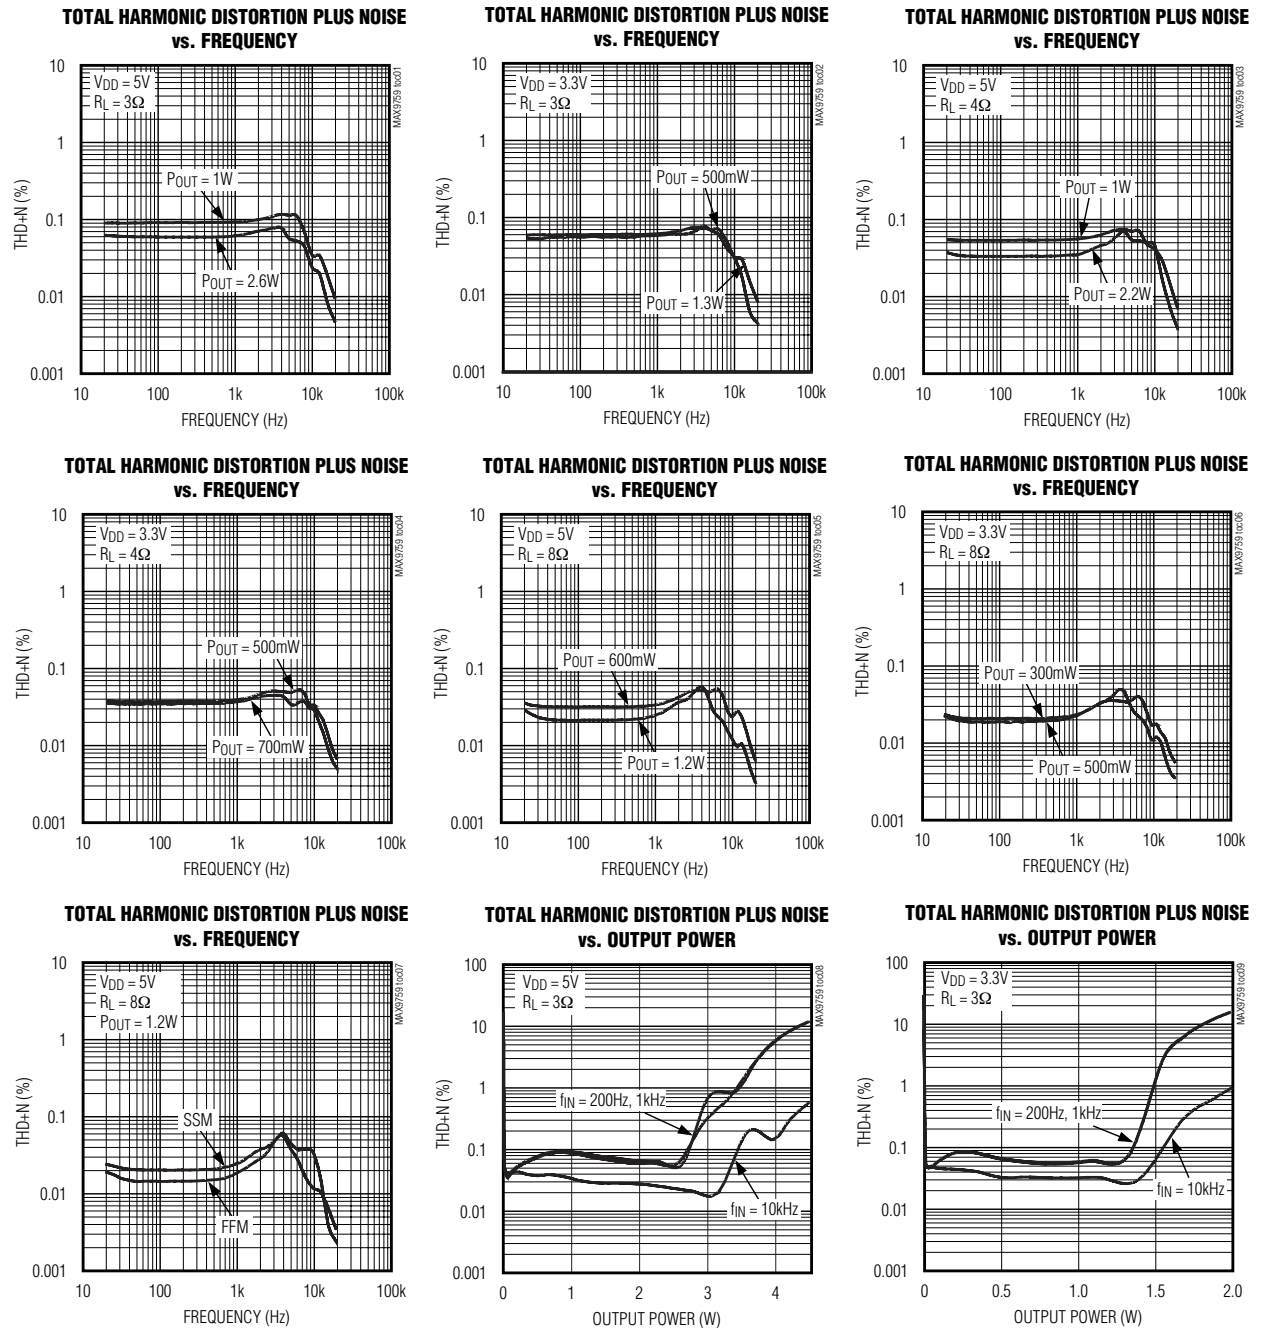 TOTAL HARMONIC DISTORTION PLUS NOISE
vs. FREQUENCY
VDD = 5V
RL = 3Ω
MAX9759 toc01
POUT = 1W
POUT = 2.6W
THD+N (%)
10
1
0.1
0.01
0.001
10
100
1k
10k
100k
FREQUENCY (Hz)
TOTAL HARMONIC DISTORTION PLUS NOISE
vs. FREQUENCY
VDD = 3.3V
RL = 3Ω
MAX9759 toc02
POUT = 500mW
POUT = 1.3W
THD+N (%)
10
1
0.1
0.01
0.001
10
100
1k
10k
100k
FREQUENCY (Hz)
TOTAL HARMONIC DISTORTION PLUS NOISE
vs. FREQUENCY
VDD = 5V
RL = 4Ω
MAX9759 toc03
POUT = 1W
POUT = 2.2W
THD+N (%)
10
1
0.1
0.01
0.001
10
100
1k
10k
100k
FREQUENCY (Hz)
TOTAL HARMONIC DISTORTION PLUS NOISE
vs. FREQUENCY
VDD = 3.3V
RL = 4Ω
MAX9759 toc04
POUT = 500mW
POUT = 700mW
THD+N (%)
10
1
0.1
0.01
0.001
10
100
1k
10k
100k
FREQUENCY (Hz)
TOTAL HARMONIC DISTORTION PLUS NOISE
vs. FREQUENCY
VDD = 5V
RL = 8Ω
MAX9759 toc05
POUT = 600mW
POUT = 1.2W
THD+N (%)
10
1
0.1
0.01
0.001
10
100
1k
10k
100k
FREQUENCY (Hz)
TOTAL HARMONIC DISTORTION PLUS NOISE
vs. FREQUENCY
VDD = 3.3V
RL = 8Ω
MAX9759 toc06
POUT = 300mW
POUT = 500mW
THD+N (%)
10
1
0.1
0.01
0.001
10
100
1k
10k
100k
FREQUENCY (Hz)
TOTAL HARMONIC DISTORTION PLUS NOISE
vs. FREQUENCY
VDD = 5V
RL = 8Ω
POUT = 1.2W
MAX9759 toc07
SSM
FFM
THD+N (%)
10
1
0.1
0.01
0.001
10
100
1k
10k
100k
FREQUENCY (Hz)
TOTAL HARMONIC DISTORTION PLUS NOISE
vs. OUTPUT POWER
VDD = 5V
RL = 3Ω
MAX9759 toc08
fIN = 200Hz, 1kHz
fIN = 10kHz
THD+N (%)
100
10
1
0.1
0.01
0.001
0
1
2
3
4
OUTPUT POWER (W)
TOTAL HARMONIC DISTORTION PLUS NOISE
vs. OUTPUT POWER
VDD = 3.3V
RL = 3Ω
MAX9759 toc09
fIN = 200Hz, 1kHz
fIN = 10kHz
THD+N (%)
100
10
1
0.1
0.01
0.001
0
0.5
1.0
1.5
2.0
OUTPUT POWER (W)